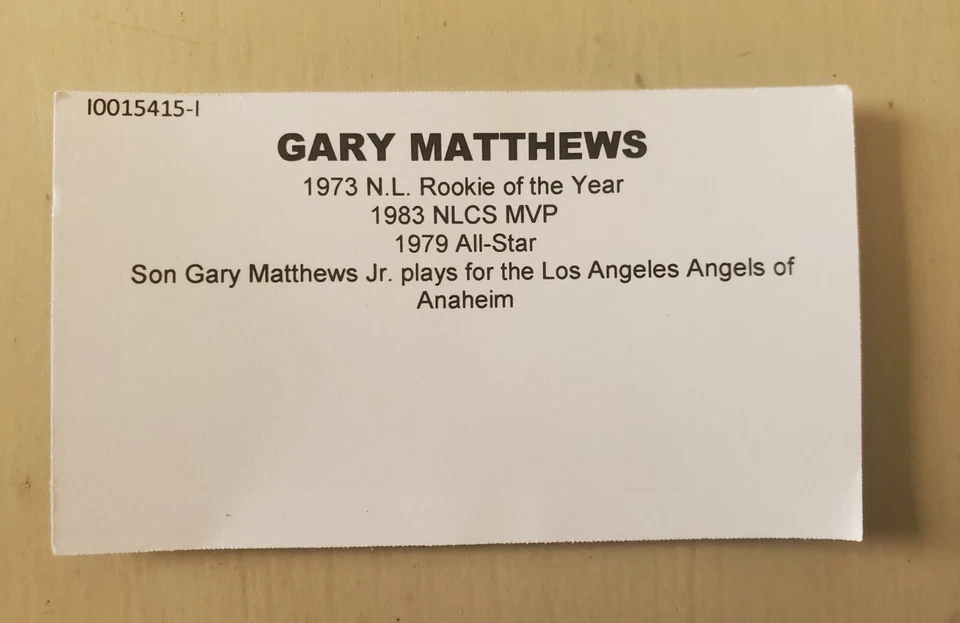 I0015415-I
GARY MATTHEWS
1973 N.L. Rookie of the Year
1983 NLCS MVP
1979 All-Star
Son Gary Matthews Jr. plays for the Los Angeles Angels of
Anaheim